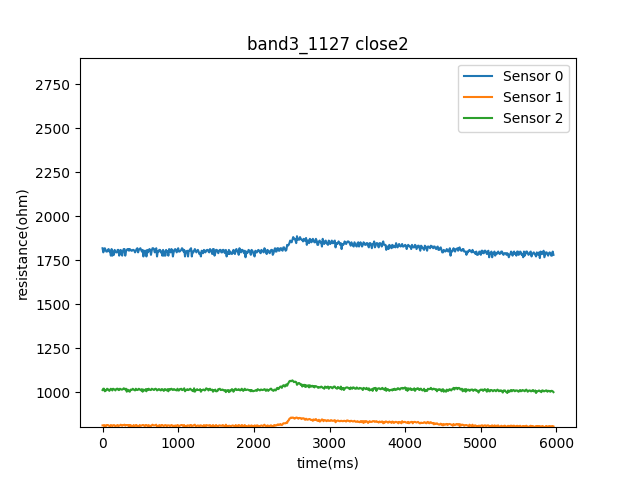 band3_1127 close2
Sensor 0
Sensor 1
Sensor 2
resistance(ohm)
2750
2500
2250
2000
1750
1500
1250
1000
0 1000 2000 3000 4000 5000 6000
time(ms)